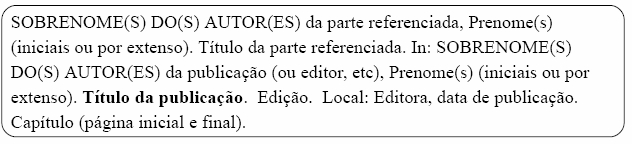 SOBRENOME(S) DO(S) AUTOR(ES) da parte referenciada, Prenome(s)
(iniciais ou por extenso). Título da parte referenciada. In: SOBRENOME(S)
DO(S) AUTOR(ES) da publicação (ou editor, etc), Prenome(s) (iniciais ou por
extenso). Título da publicação. Edição. Local: Editora, data de publicação.
Capítulo (página inicial e final).